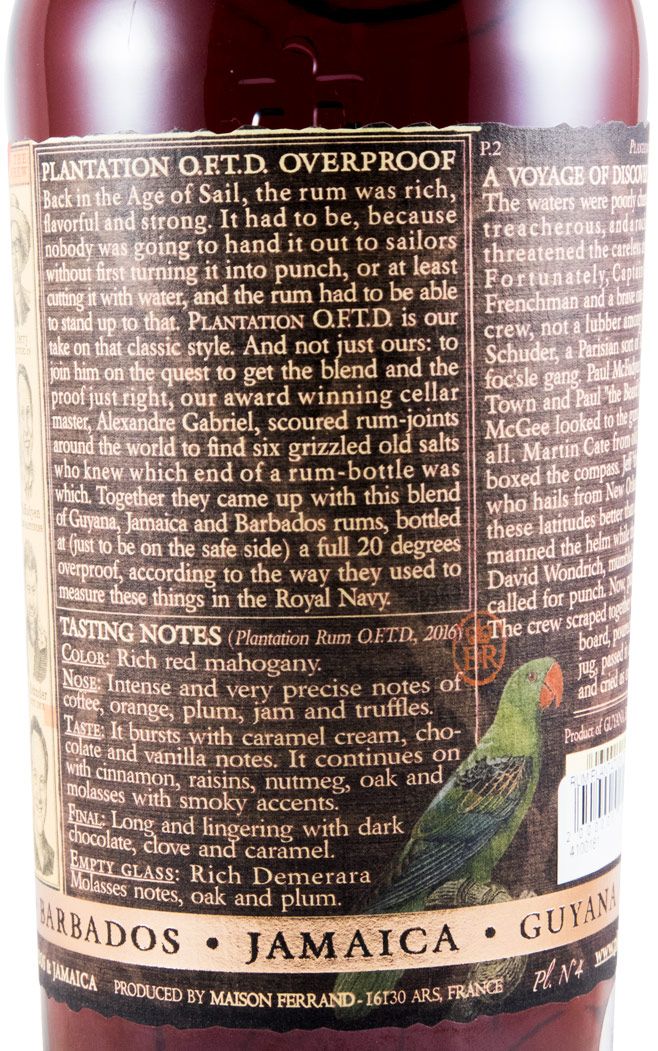 PLANTATION O.F.T.D. OVERPROOF
Back in the Age of Sail, the rum was rich,
flavorful and strong. It had to be, because
nobody was going to hand it out to sailors
without first turning it into punch, or at least
cutting it with water, and the rum had to be able
to stand up to that. PLANTATION O.F.T.D. is our
take on that classic style. And not just ours: to
join him on the quest to get the blend and the
proof just right, our award winning cellar
master, Alexandre Gabriel, scoured rum-joints
around the world to find six grizzled old salts
who knew which end of a rum-bottle was
which. Together they came up with this blend
of Guyana, Jamaica and Barbados rums, bottled
at (just to be on the safe side) a full 20 degrees
overproof, according to the way they used to
measure these things in the Royal Navy.
TASTING NOTES (Plantation Rum O.F.T.D, 2016)
COLOR: Rich red mahogany.
NOSE: Intense and very precise notes of
coffee, orange, plum, jam and truffles.
TASTE: It bursts with caramel cream, cho-
colate and vanilla notes. It continues on
with cinnamon, raisins, nutmeg, oak and
molasses with smoky accents.
FINAL: Long and lingering with dark
chocolate, clove and caramel.
EMPTY GLASS: Rich Demerara
Molasses notes, oak and plum.
P.2
A VOYAGE OF
The waters were poorly
treacherous, and a
threatened the careless
Fortunately,
Frenchman and a brave
crew, not a lubber
Schuder, a Parisian sort of
foc'sle gang. Paul
Town and Paul "the
McGee looked to the
all. Martin Cate from
boxed the compass. Jeff
who hails from New
these latitudes better
manned the helm while
David Wondrich,
called for punch. Now,
The crew scraped together
board,
jug, passed
and cried
Product of
BARBADOS • JAMAICA • GUYANA
& JAMAICA
PRODUCED BY MAISON FERRAND - 16130 ARS, FRANCE
Pl. N°4